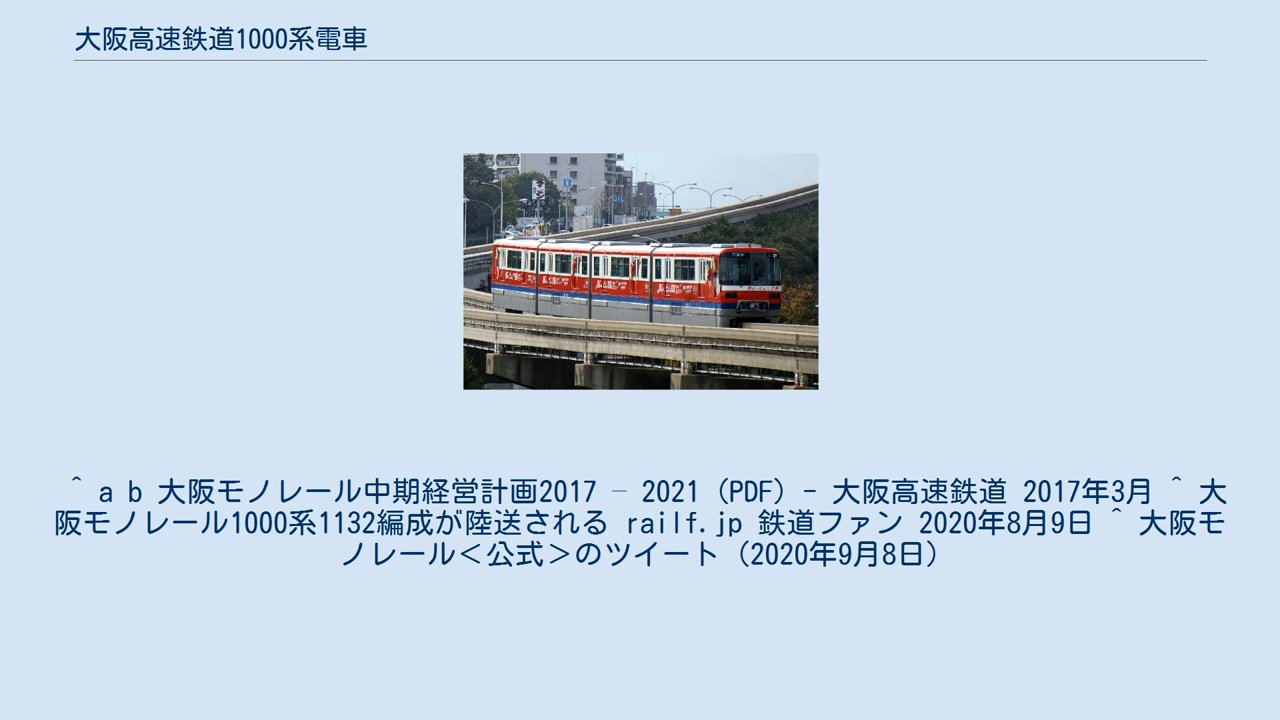 大阪高速鉄道1000系電車
^ a b 大阪モノレール中期経営計画2017 – 2021（PDF）- 大阪高速鉄道 2017年3月 ^ 大
阪モノレール1000系1132編成が陸送される railf.jp 鉄道ファン 2020年8月9日 ^ 大阪モ
ノレール＜公式＞のツイート（2020年9月8日）